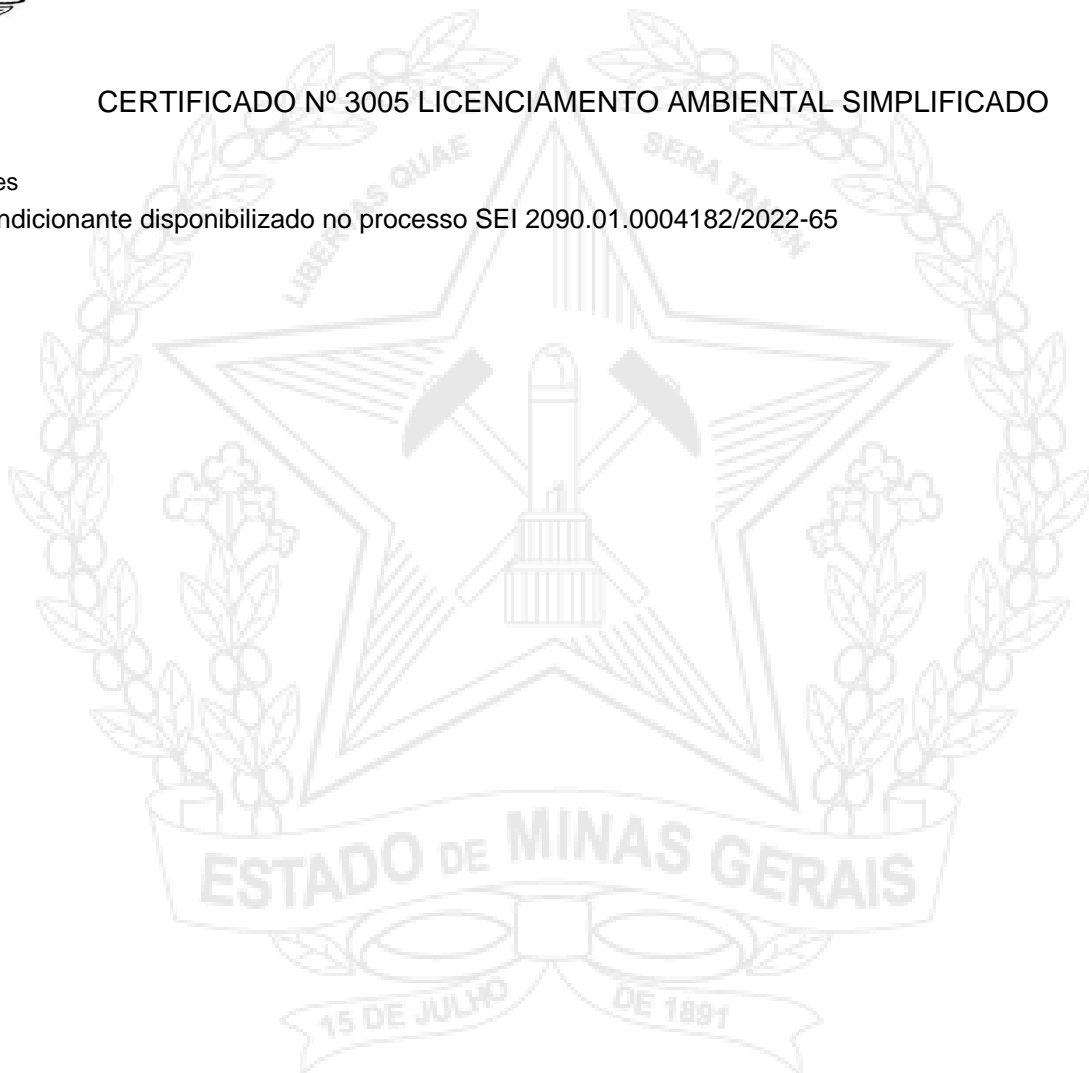 CERTIFICADO Nº 3005 LICENCIAMENTO AMBIENTAL SIMPLIFICADO
LIBERTAS QUAE SERA TAMEN
es
ndicionante disponibilizado no processo SEI 2090.01.0004182/2022-65
ESTADO DE MINAS GERAIS
15 DE JULHO DE 1891